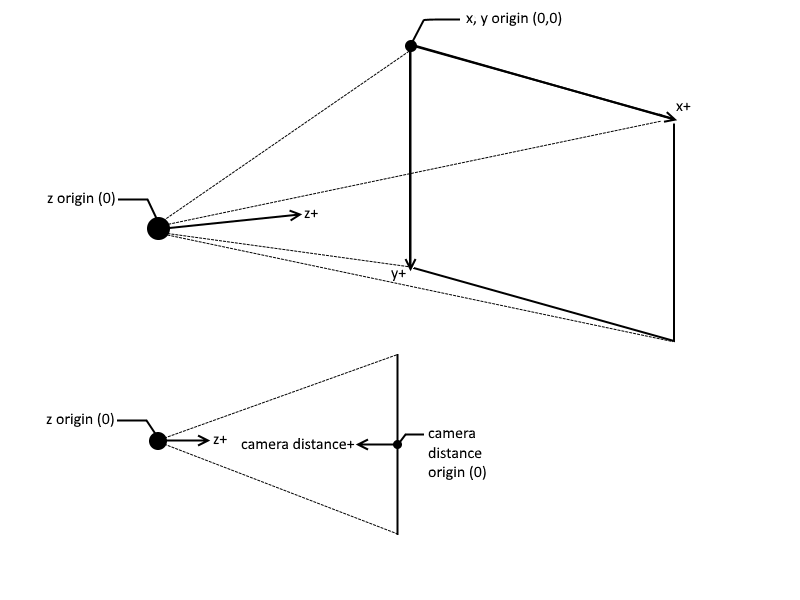 x, y origin (0,0)
x+
z origin (0)
z+
y+
z origin (0)
z+
camera distance+
camera
distance
origin (0)